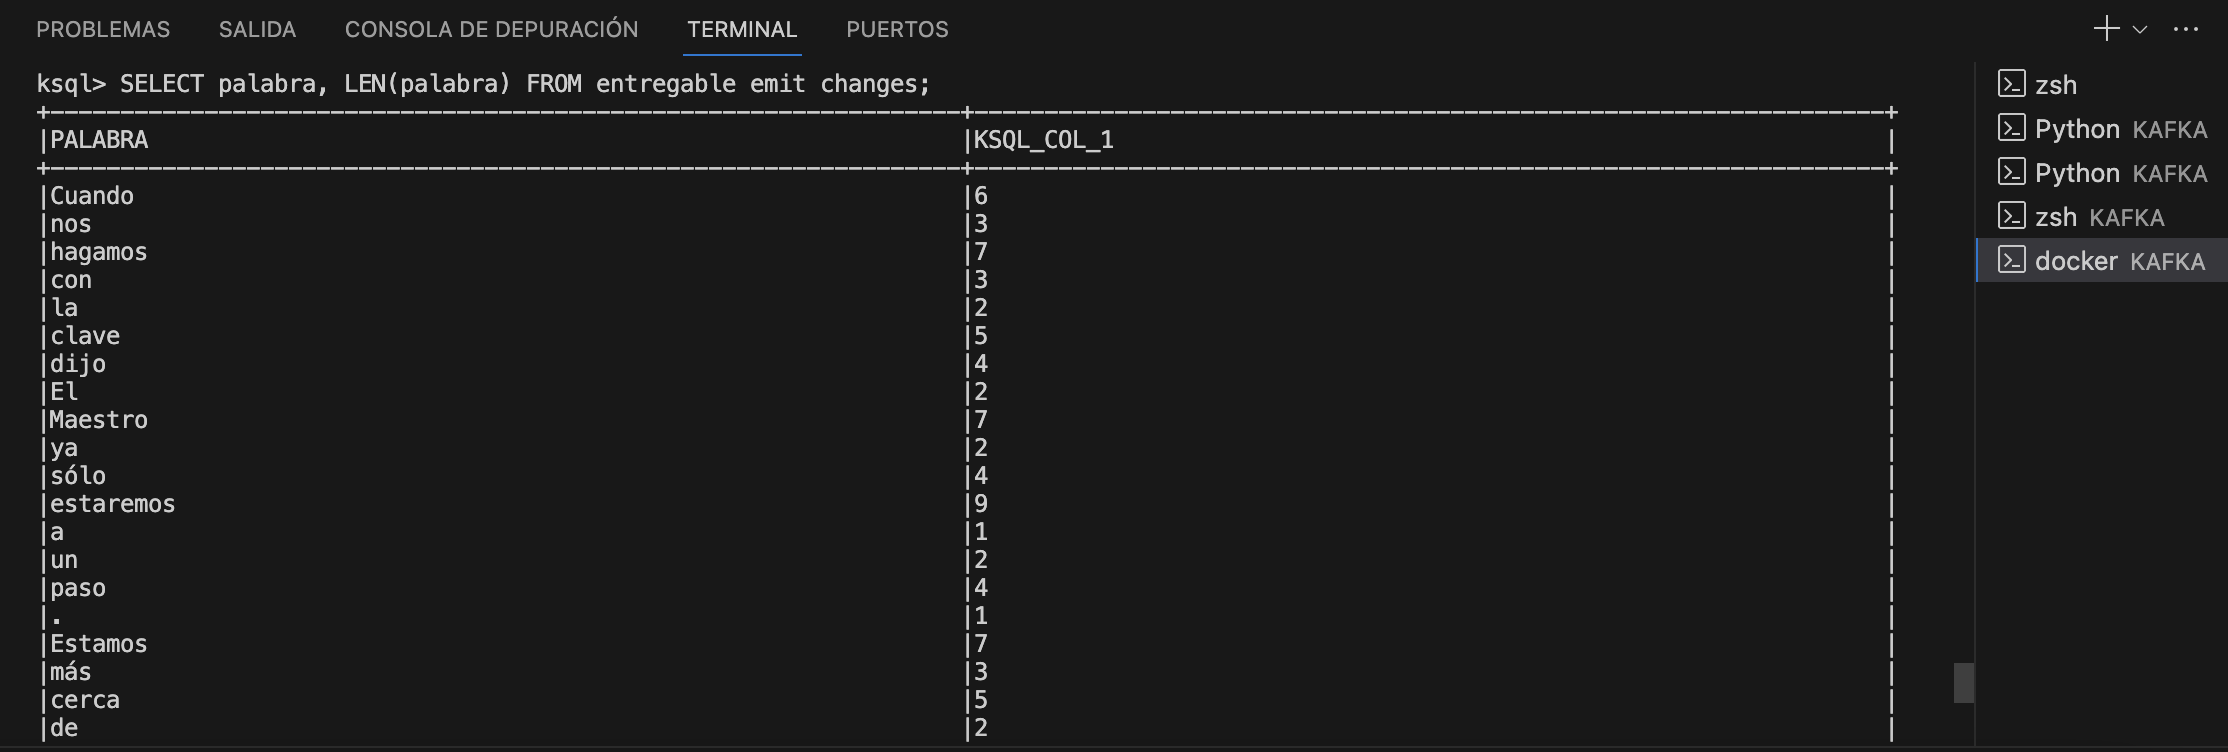 PROBLEMAS SALIDA CONSOLA DE DEPURACIÓN TERMINAL PUERTOS
ksql> SELECT palabra, LEN(palabra) FROM entregable emit changes;
|PALABRA |KSQL_COL_1 |
|Cuando |6 |
|nos |3 |
|hagamos |7 |
|con |3 |
|la |2 |
|clave |5 |
|dijo |4 |
|El |2 |
|Maestro |7 |
|ya |2 |
|sólo |4 |
|estaremos |9 |
|a |1 |
|un |2 |
|paso |4 |
|. |1 |
|Estamos |7 |
|más |3 |
|cerca |5 |
|de |2 |
zsh
Python KAFKA
Python KAFKA
zsh KAFKA
docker KAFKA